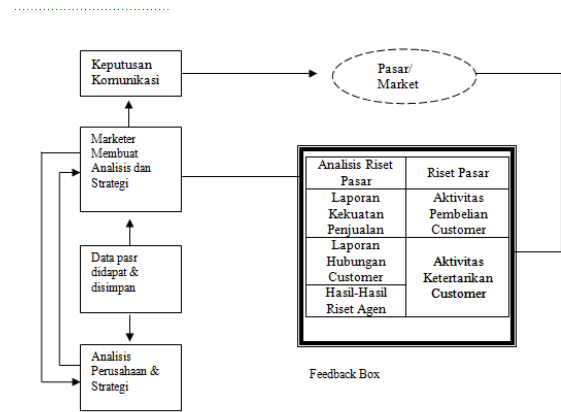 Keputusan
Komunikasi
Pasar/
Market
Marketer
Membuat
Analisis dan
Strategi
Analisis Riset
Pasar
Riset Pasar
Laporan
Kekuatan
Penjualan
Aktivitas
Pembelian
Customer
Laporan
Hubungan
Customer
Aktivitas
Ketertarikan
Customer
Hasil-Hasil
Riset Agen
Data pasr
didapat &
disimpan
Analisis
Perusahaan &
Strategi
Feedback Box